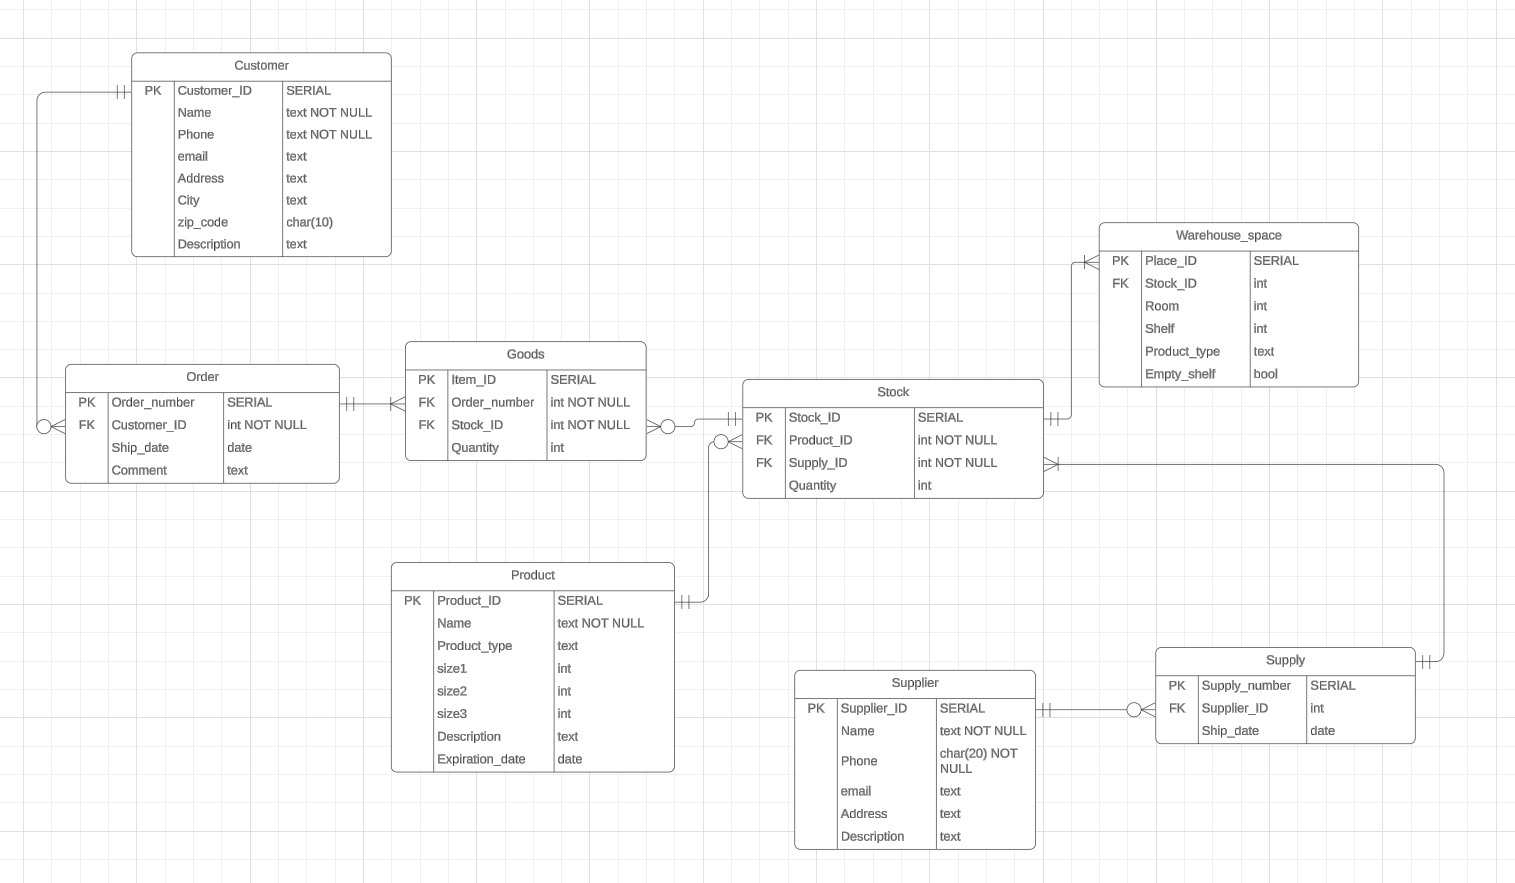 Customer
PK Customer_ID SERIAL
Name text NOT NULL
Phone text NOT NULL
email text
Address text
City text
zip_code char(10)
Description text
Warehouse_space
PK Place_ID SERIAL
FK Stock_ID int
Room int
Shelf int
Product_type text
Empty_shelf bool
Order
PK Order_number SERIAL
FK Customer_ID int NOT NULL
Ship_date date
Comment text
Goods
PK Item_ID SERIAL
FK Order_number int NOT NULL
FK Stock_ID int NOT NULL
Quantity int
Stock
PK Stock_ID SERIAL
FK Product_ID int NOT NULL
FK Supply_ID int NOT NULL
Quantity int
Product
PK Product_ID SERIAL
Name text NOT NULL
Product_type text
size1 int
size2 int
size3 int
Description text
Expiration_date date
Supplier
PK Supplier_ID SERIAL
Name text NOT NULL
Phone char(20) NOT
NULL
email text
Address text
Description text
Supply
PK Supply_number SERIAL
FK Supplier_ID int
Ship_date date